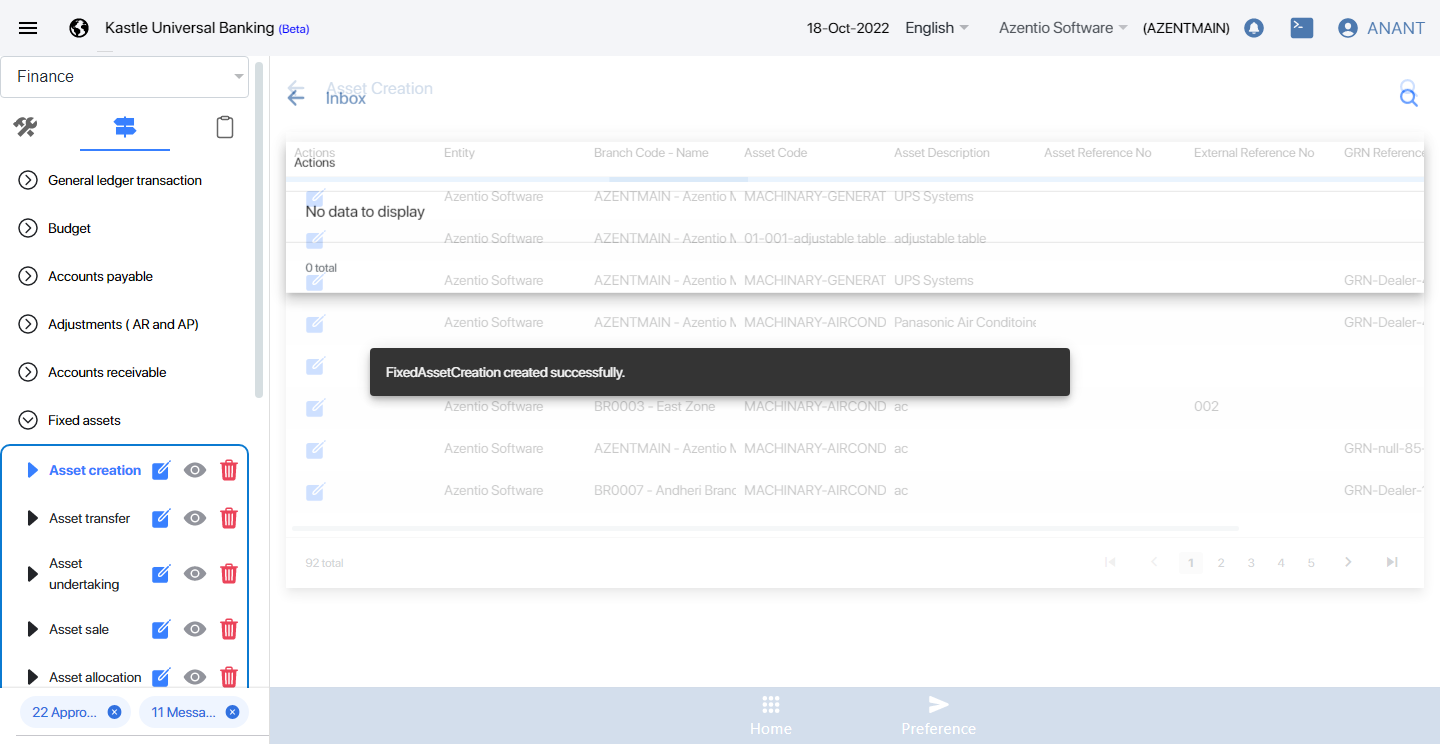 Kastle Universal Banking (Beta)
18-Oct-2022 English Azentio Software (AZENTMAIN) ANANT
Finance
General ledger transaction
Budget
Accounts payable
Adjustments ( AR and AP)
Accounts receivable
Fixed assets
Asset creation
Asset transfer
Asset
undertaking
Asset sale
Asset allocation
22 Appro...
11 Messa...
Asset Creation
Inbox
Actions Entity Branch Code - Name Asset Code Asset Description Asset Reference No External Reference No GRN Reference
Actions
Azentio Software AZENTMAIN - Azentio M MACHINARY-GENERAT UPS Systems
No data to display
Azentio Software AZENTMAIN - Azentio M 01-001-adjustable table adjustable table
0 total
Azentio Software AZENTMAIN - Azentio M MACHINARY-GENERAT UPS Systems GRN-Dealer-4
Azentio Software AZENTMAIN - Azentio M MACHINARY-AIRCOND Panasonic Air Conditoine GRN-Dealer-4
FixedAssetCreation created successfully.
Azentio Software BR0003 - East Zone MACHINARY-AIRCOND ac 002
Azentio Software AZENTMAIN - Azentio M MACHINARY-AIRCOND ac GRN-null-85-
Azentio Software BR0007 - Andheri Branc MACHINARY-AIRCOND ac GRN-Dealer-1
92 total
1 2 3 4 5
Home
Preference